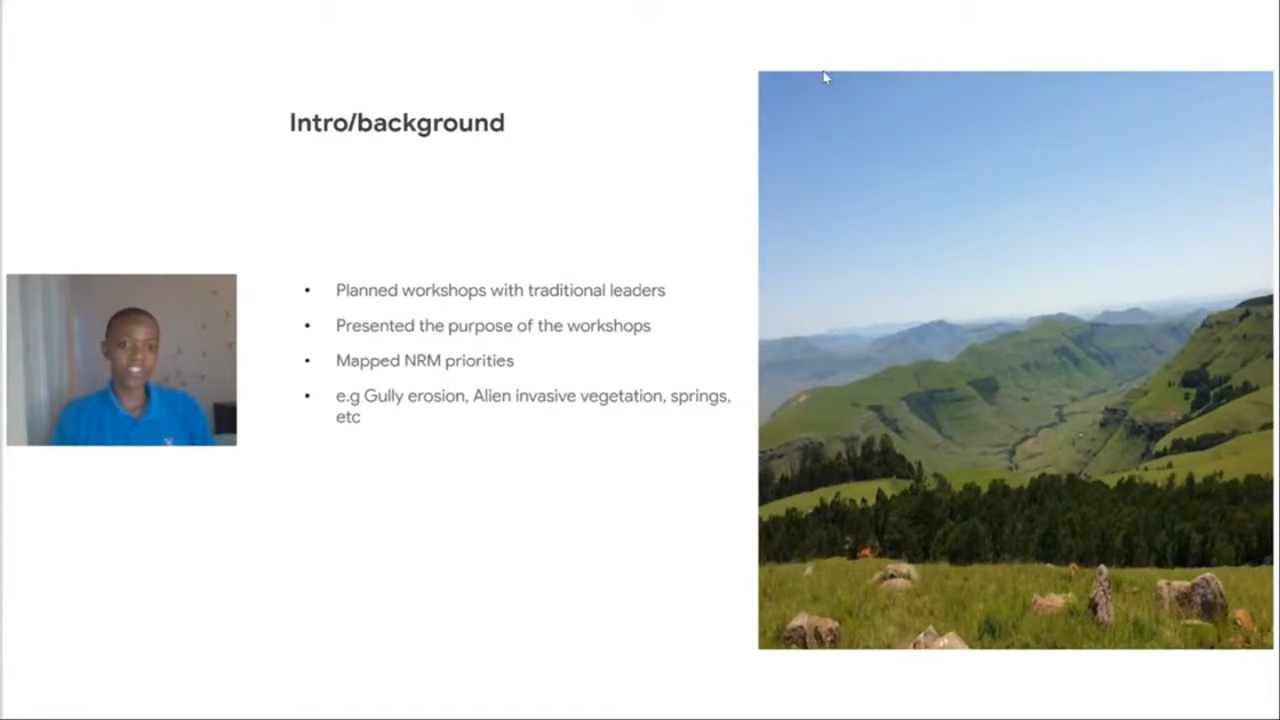 Intro/background
• Planned workshops with traditional leaders
• Presented the purpose of the workshops
• Mapped NRM priorities
• e.g Gully erosion, Alien invasive vegetation, springs,
etc